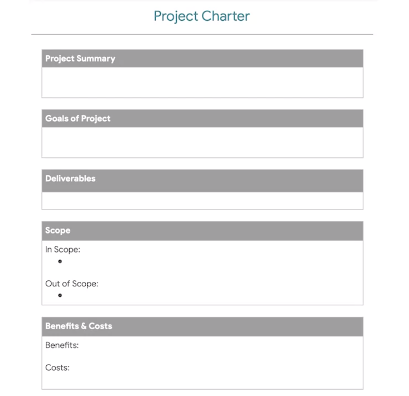 Project Charter
Project Summary
Goals of Project
Deliverables
Scope
In Scope:
●
Out of Scope:
●
Benefits & Costs
Benefits:
Costs: